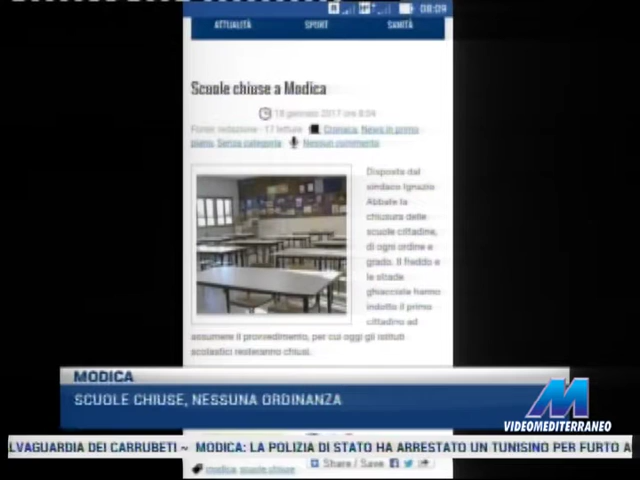 R H+ 08:09
ATTUALITÀ SPORT SANITÀ
Scuole chiuse a Modica
18 gennaio 2017 ore 8:04
Fonte: redazione - 17 letture Cronaca, News in primo
piano, Senza categoria Nessun commento
Disposta dal
sindaco Ignazio
Abbate la
chiusura delle
scuole cittadine,
di ogni ordine e
grado. Il freddo e
le strade
ghiacciate hanno
indotto il primo
cittadino ad
assumere il provvedimento, per cui oggi gli istituti
scolastici resteranno chiusi.
MODICA
SCUOLE CHIUSE, NESSUNA ORDINANZA
VIDEOMEDITERRANEO
LVAGUARDIA DEI CARRUBETI ~ MODICA: LA POLIZIA DI STATO HA ARRESTATO UN TUNISINO PER FURTO A
modica, scuole chiuse Share / Save